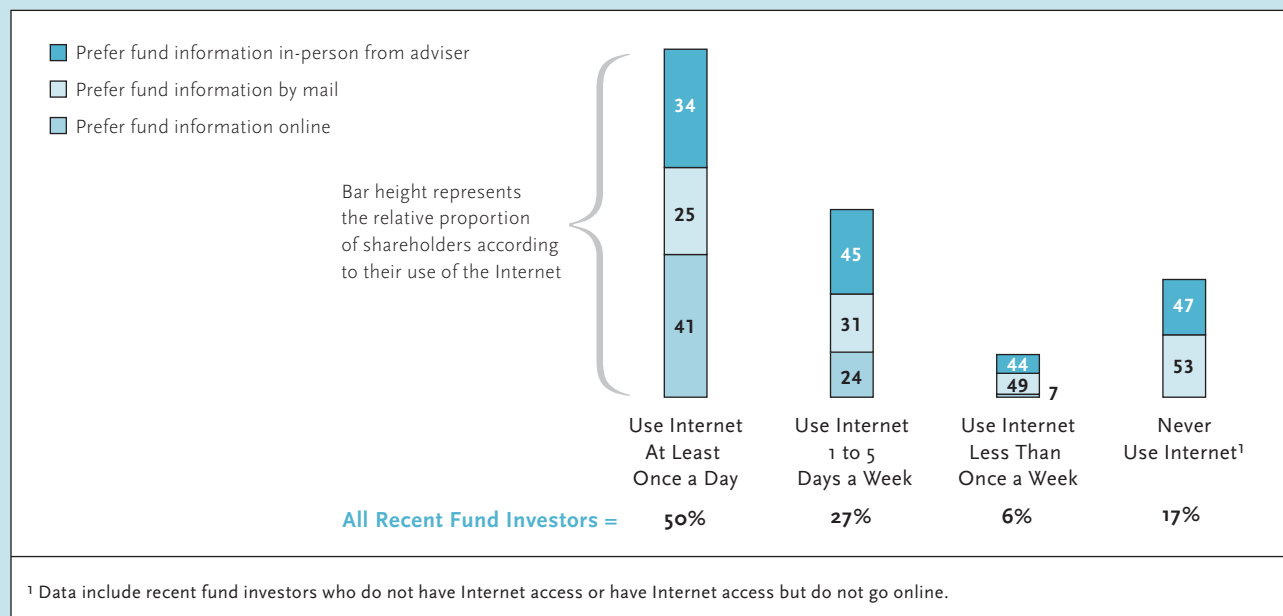 Prefer fund information in-person from adviser
Prefer fund information by mail
Prefer fund information online
Bar height represents
the relative proportion
of shareholders according
to their use of the Internet
34
25
41
45
31
24
44
49
7
47
53
Use Internet
At Least
Once a Day
Use Internet
1 to 5
Days a Week
Use Internet
Less Than
Once a Week
Never
Use Internet¹
All Recent Fund Investors = 50% 27% 6% 17%
¹ Data include recent fund investors who do not have Internet access or have Internet access but do not go online.